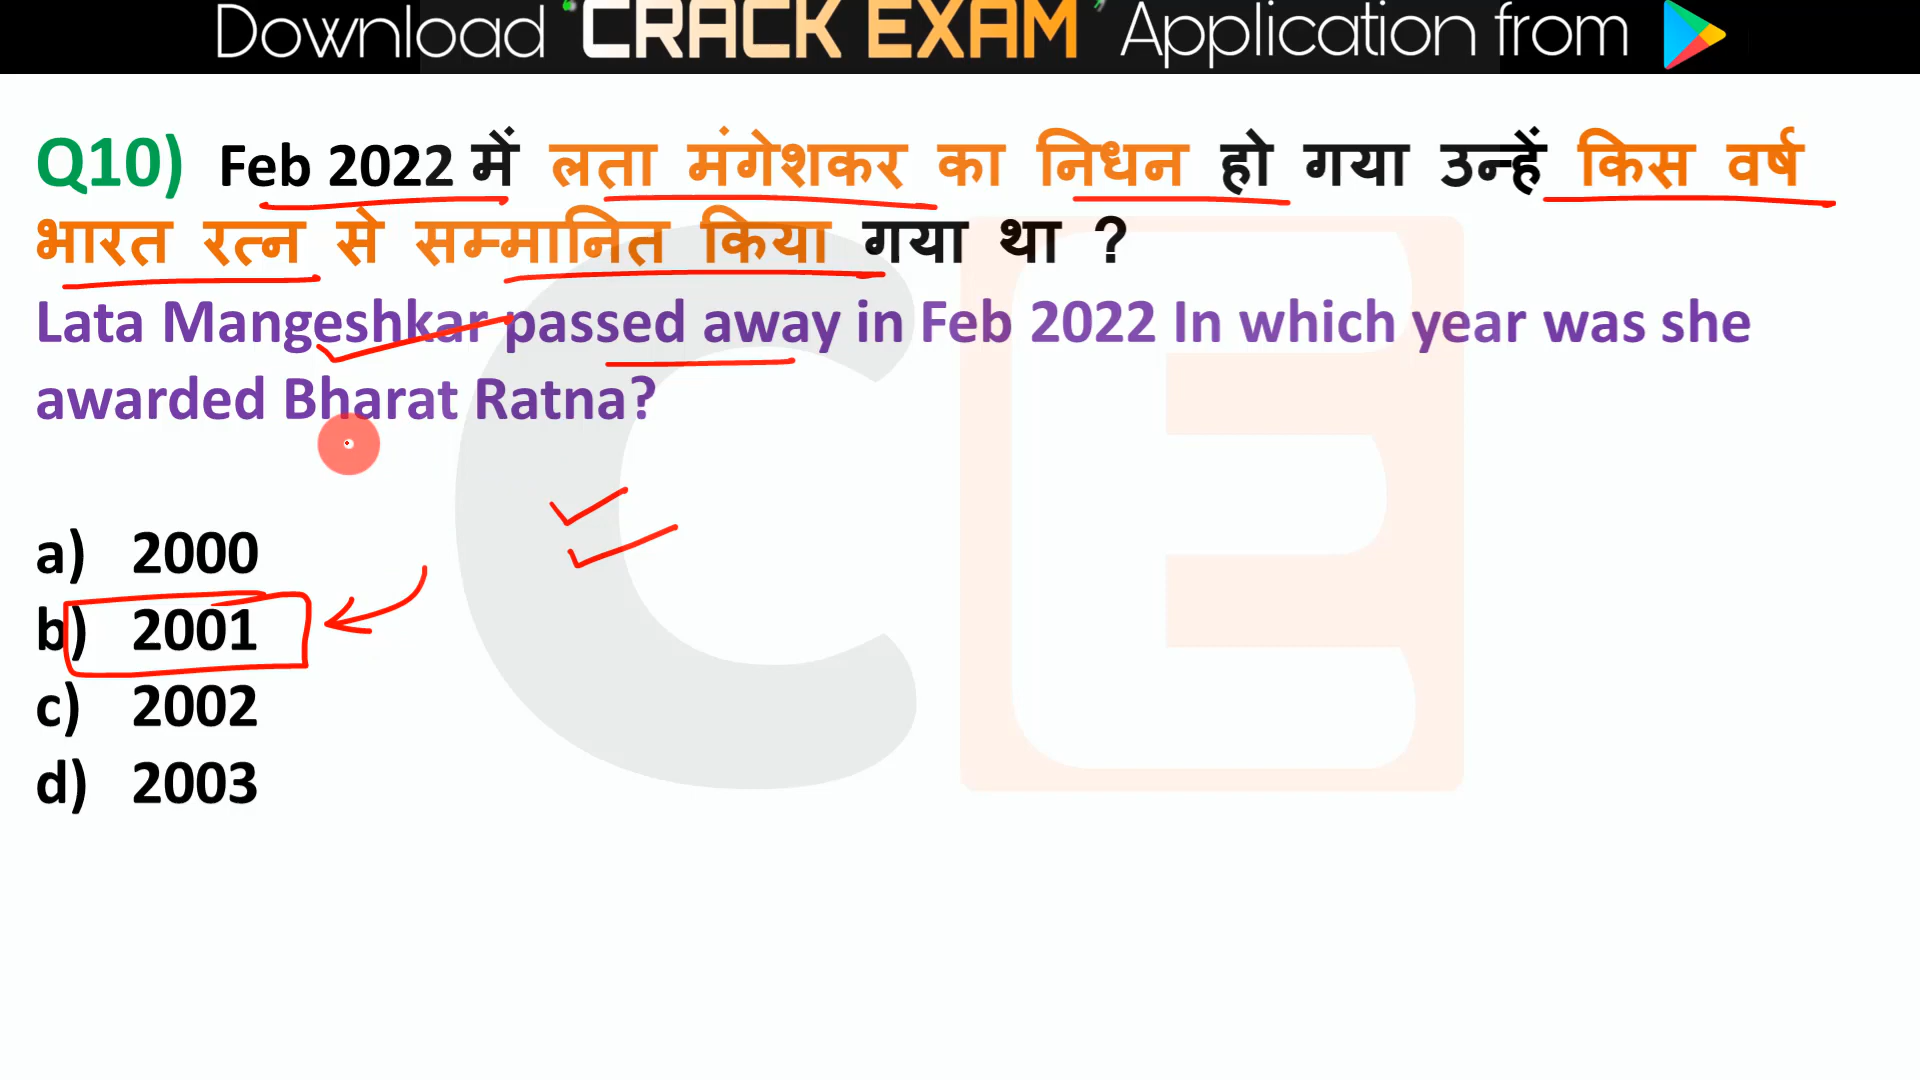 Download CRACK EXAM Application from
Q10) Feb 2022 में लता मंगेशकर का निधन हो गया उन्हें किस वर्ष
भारत रत्न से सम्मानित किया गया था ?
Lata Mangeshkar passed away in Feb 2022 In which year was she
awarded Bharat Ratna?
a) 2000
b) 2001
c) 2002
d) 2003
CE